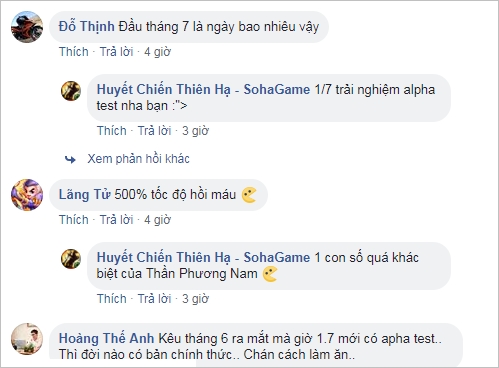 Đỗ Thịnh Đầu tháng 7 là ngày bao nhiêu vậy
Thích · Trả lời · 4 giờ
Huyết Chiến Thiên Hạ - SohaGame 1/7 trải nghiệm alpha
test nha bạn :">
Thích · Trả lời · 3 giờ
Xem phản hồi khác
Lãng Tử 500% tốc độ hồi máu
Thích · Trả lời · 4 giờ
Huyết Chiến Thiên Hạ - SohaGame 1 con số quá khác
biệt của Thần Phương Nam
Thích · Trả lời · 3 giờ
Hoàng Thế Anh Kêu tháng 6 ra mắt mà giờ 1.7 mới có apha test..
Thì đời nào có bản chính thức.. Chán cách làm ăn..